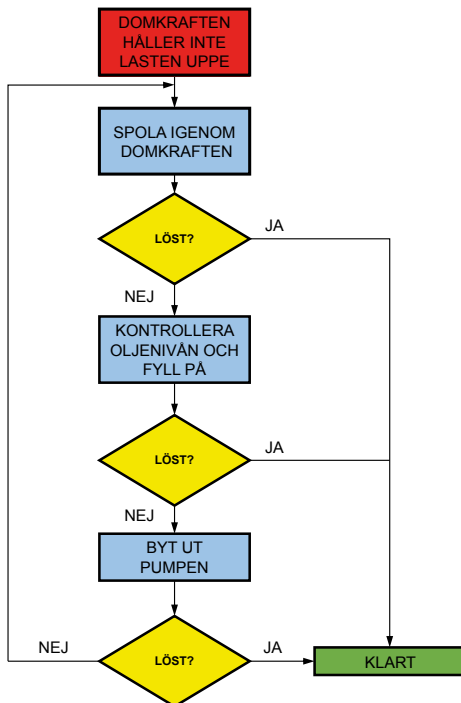 DOMKRAFTEN
HÅLLER INTE
LASTEN UPPE
SPOLA IGENOM
DOMKRAFTEN
LÖST?
JA
NEJ
KONTROLLERA
OLJENIVÅN OCH
FYLL PÅ
LÖST?
JA
NEJ
BYT UT
PUMPEN
NEJ
LÖST?
JA
KLART